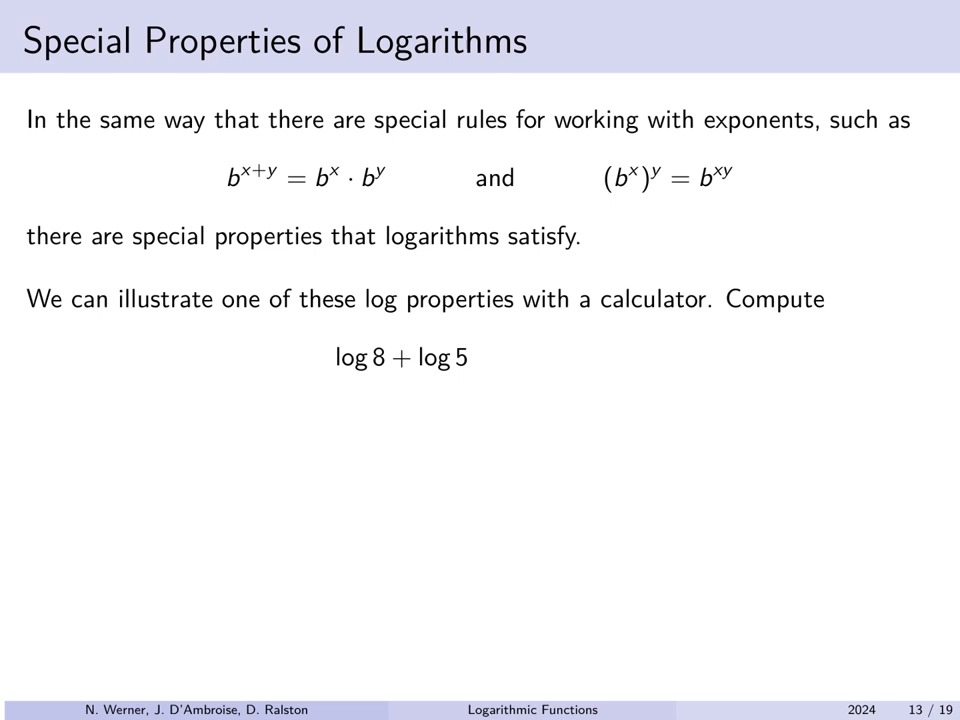 Special Properties of Logarithms
In the same way that there are special rules for working with exponents, such as
b^{x+y} = b^x · b^y and (b^x)^y = b^{xy}
there are special properties that logarithms satisfy.
We can illustrate one of these log properties with a calculator. Compute
log 8 + log 5
N. Werner, J. D'Ambroise, D. Ralston Logarithmic Functions 2024 13 / 19